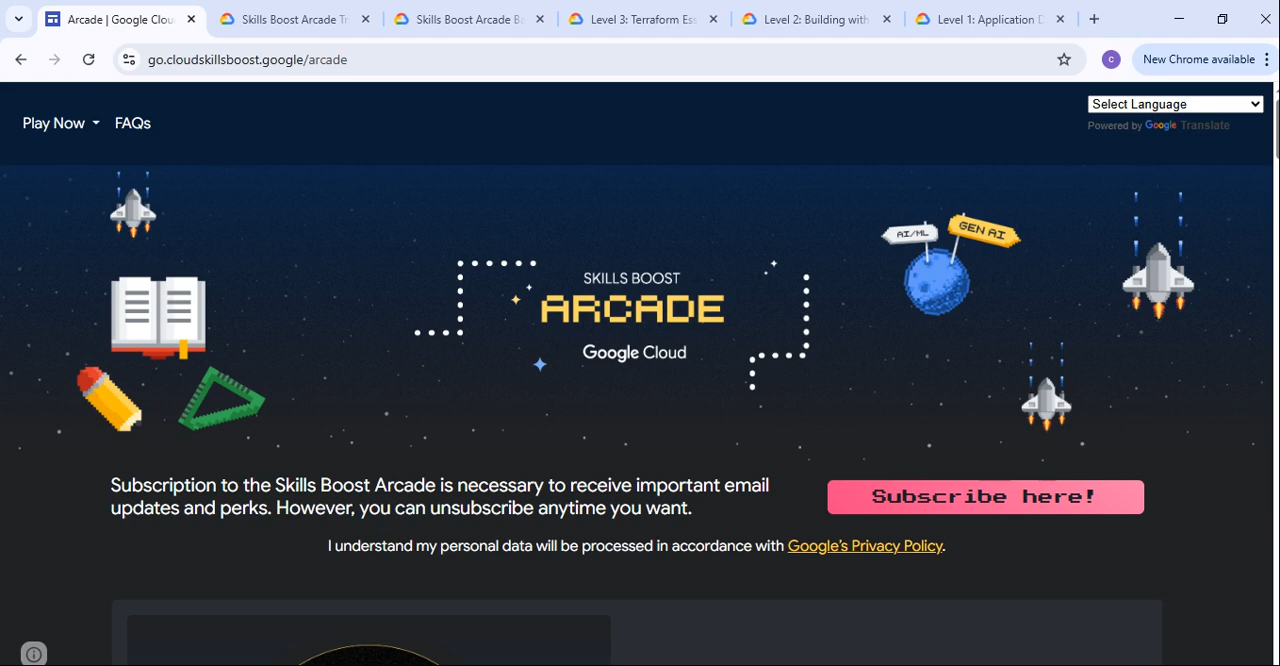 Arcade | Google Clou
Skills Boost Arcade Tr
Skills Boost Arcade Ba
Level 3: Terraform Ess
Level 2: Building with
Level 1: Application D
go.cloudskillsboost.google/arcade
c
New Chrome available
Play Now
FAQs
Select Language
Powered by Google Translate
AI/ML
GEN AI
SKILLS BOOST
ARCADE
Google Cloud
Subscription to the Skills Boost Arcade is necessary to receive important email
updates and perks. However, you can unsubscribe anytime you want.
Subscribe here!
I understand my personal data will be processed in accordance with Google's Privacy Policy.